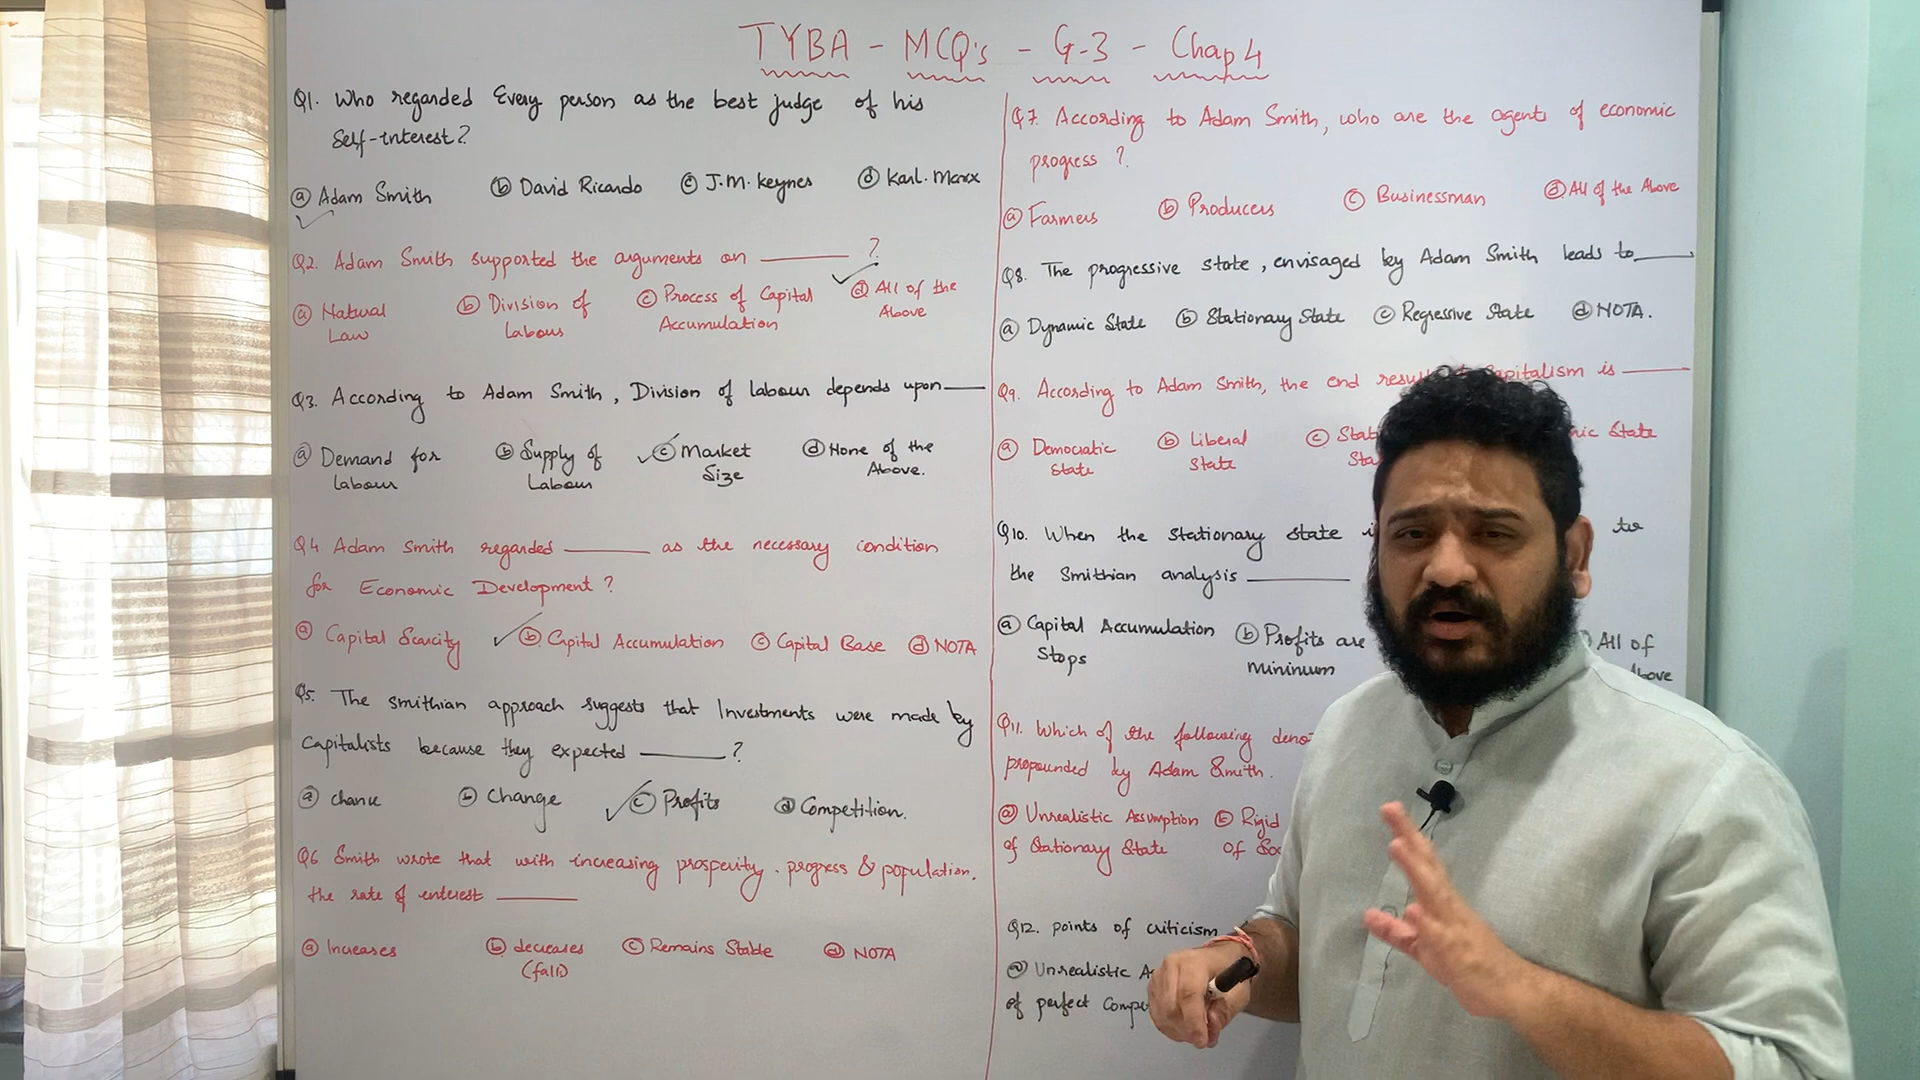 TYBA - MCQ's - G-3 - Chap 4
Q1. Who regarded Every person as the best judge of his
Self-interest?
ⓐ Adam Smith ⓑ David Ricardo ⓒ J.M. Keynes ⓓ Karl. Marx
Q2. Adam Smith supported the arguments on ______ ?
ⓐ Natural ⓑ Division of ⓒ Process of Capital ⓓ All of the
Law Labour Accumulation Above
Q3. According to Adam Smith, Division of labour depends upon____
ⓐ Demand for ⓑ Supply of ⓒ Market ⓓ None of the
labour Labour Size Above.
Q4 Adam Smith regarded ______ as the necessary condition
for Economic Development?
ⓐ Capital Scarcity ⓑ Capital Accumulation ⓒ Capital Base ⓓ NOTA
Q5. The Smithian approach suggests that Investments were made by
Capitalists because they expected ______ ?
ⓐ Chance ⓑ Change ⓒ Profits ⓓ Competition.
Q6 Smith wrote that with increasing prosperity. progress & population.
the rate of interest ______
ⓐ Increases ⓑ decreases ⓒ Remains Stable ⓓ NOTA
(fall)
Q7. According to Adam Smith, who are the agents of economic
progress ?
ⓐ Farmers ⓑ Producers ⓒ Businessman ⓓ All of the Above
Q8. The progressive state, envisaged by Adam Smith leads to____
ⓐ Dynamic State ⓑ Stationary State ⓒ Regressive State ⓓ NOTA.
Q9. According to Adam Smith, the end capitalism is ____
ⓐ Democratic ⓑ Liberal ⓒ State
State State
Q10. When the stationary state to
the Smithian analysis ______
ⓐ Capital Accumulation ⓑ Profits are All of
Stops mininum
Q11. Which of the following
propounded by Adam Smith.
ⓐ Unrealistic Assumption ⓑ Rigid
of Stationary State of
Q12. points of criticism
ⓐ Unrealistic
of perfect